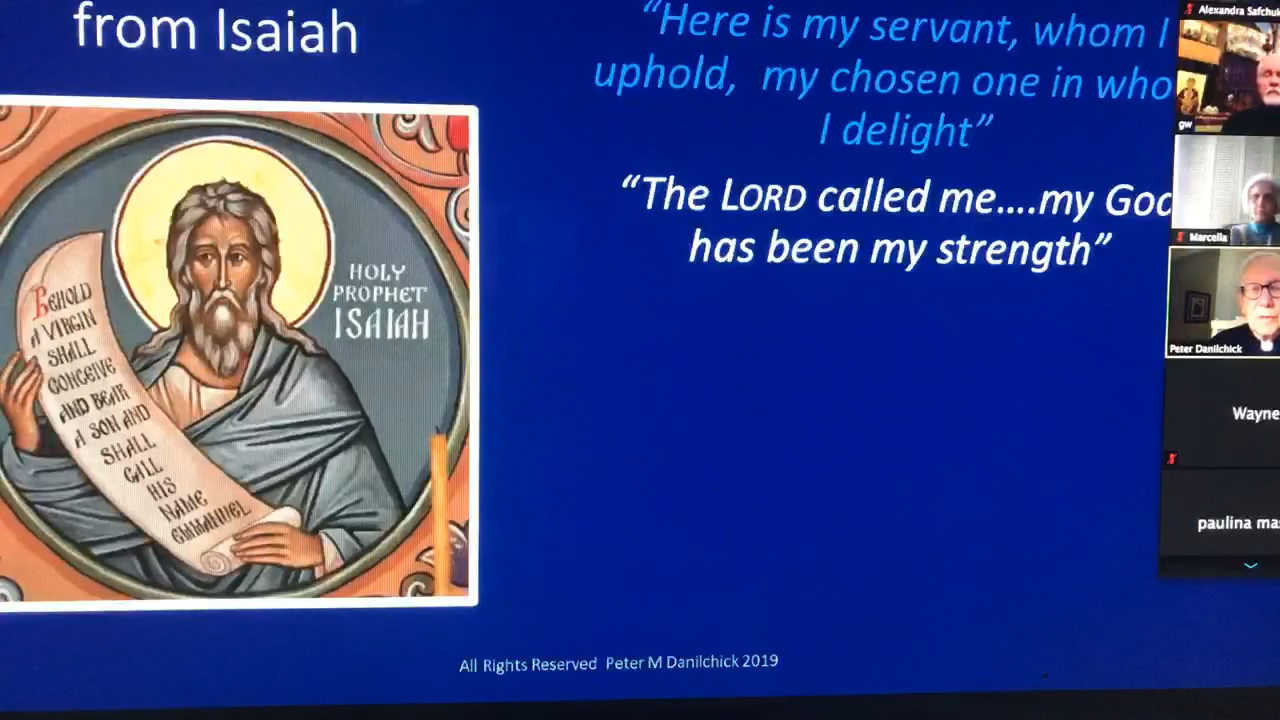 from Isaiah
“Here is my servant, whom I
uphold, my chosen one in who
I delight”
“The LORD called me....my God
has been my strength”
HOLY
PROPHET
ISAIAH
BEHOLD
A VIRGIN
SHALL
CONCEIVE
AND BEAR
A SON AND
SHALL
CALL
HIS
NAME
EMMANUEL
All Rights Reserved Peter M Danilchick 2019
Alexandra Safchuk
gw
Marcella
Peter Danilchick
Wayne
paulina ma